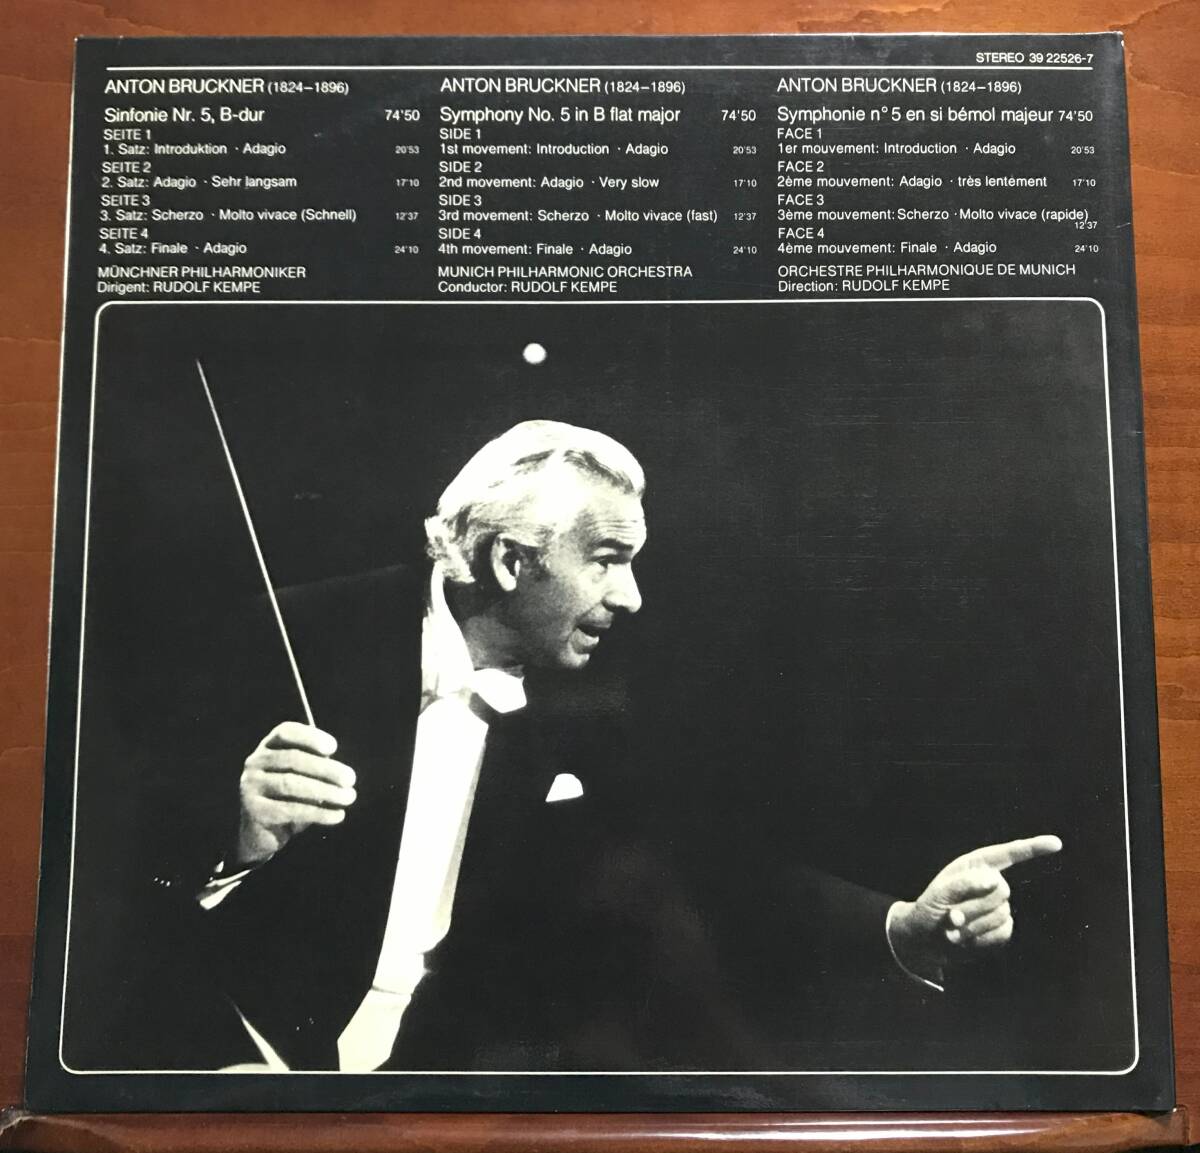 STEREO 39 22526-7
ANTON BRUCKNER (1824–1896)
Sinfonie Nr. 5, B-dur 74'50
SEITE 1
1. Satz: Introduktion · Adagio 20'53
SEITE 2
2. Satz: Adagio · Sehr langsam 17'10
SEITE 3
3. Satz: Scherzo · Molto vivace (Schnell) 12'37
SEITE 4
4. Satz: Finale · Adagio 24'10
MÜNCHNER PHILHARMONIKER
Dirigent: RUDOLF KEMPE
ANTON BRUCKNER (1824–1896)
Symphony No. 5 in B flat major 74'50
SIDE 1
1st movement: Introduction · Adagio 20'53
SIDE 2
2nd movement: Adagio · Very slow 17'10
SIDE 3
3rd movement: Scherzo · Molto vivace (fast) 12'37
SIDE 4
4th movement: Finale · Adagio 24'10
MUNICH PHILHARMONIC ORCHESTRA
Conductor: RUDOLF KEMPE
ANTON BRUCKNER (1824–1896)
Symphonie n° 5 en si bémol majeur 74'50
FACE 1
1er mouvement: Introduction · Adagio 20'53
FACE 2
2ème mouvement: Adagio · très lentement 17'10
FACE 3
3ème mouvement: Scherzo · Molto vivace (rapide)
12'37
FACE 4
4ème mouvement: Finale · Adagio 24'10
ORCHESTRE PHILHARMONIQUE DE MUNICH
Direction: RUDOLF KEMPE